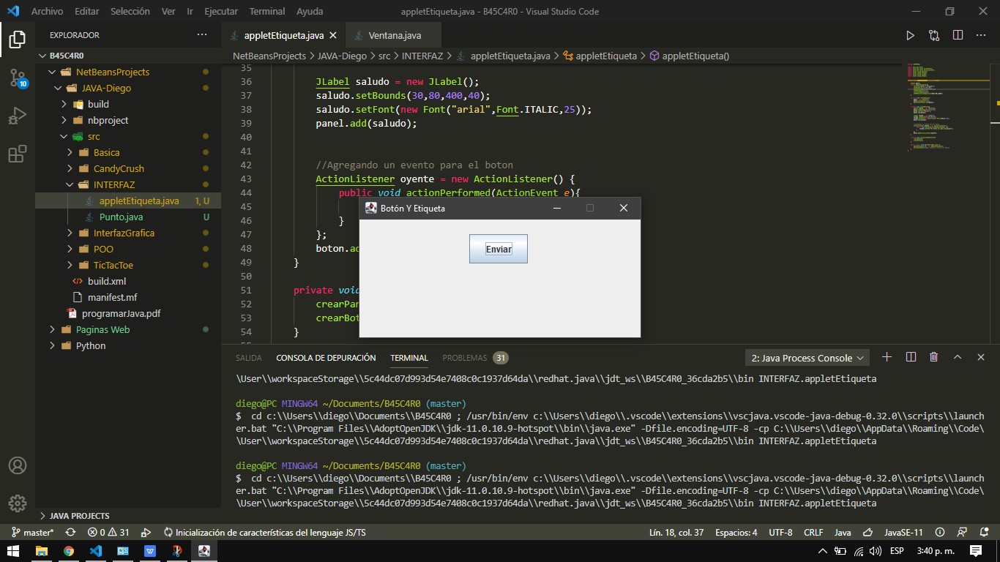 Archivo Editar Selección Ver Ir Ejecutar Terminal Ayuda
appletEtiqueta.java - B45C4R0 - Visual Studio Code
EXPLORADOR
B45C4R0
NetBeansProjects
JAVA-Diego
build
nbproject
src
Basica
CandyCrush
INTERFAZ
appletEtiqueta.java 1, U
Punto.java U
InterfazGrafica
POO
TicTacToe
build.xml
manifest.mf
programarJava.pdf
Paginas Web
Python
JAVA PROJECTS
10
appletEtiqueta.java
Ventana.java
NetBeansProjects > JAVA-Diego > src > INTERFAZ > appletEtiqueta.java > appletEtiqueta > appletEtiqueta()
35
36 JLabel saludo = new JLabel();
37 saludo.setBounds(30,80,400,40);
38 saludo.setFont(new Font("arial",Font.ITALIC,25));
39 panel.add(saludo);
40
41
42 //Agregando un evento para el boton
43 ActionListener oyente = new ActionListener() {
44 public void actionPerformed(ActionEvent e){
45
46 }
47 };
48 boton.ad
49 }
50
51 private void
52 crearPan
53 crearBot
54 }
Botón Y Etiqueta
Enviar
SALIDA CONSOLA DE DEPURACIÓN TERMINAL PROBLEMAS 31
2: Java Process Console
\User\\workspaceStorage\\5c44dc07d993d54e7408c0c1937d64da\\redhat.java\\jdt_ws\\B45C4R0_36cda2b5\\bin INTERFAZ.appletEtiqueta
diego@PC MINGW64 ~/Documents/B45C4R0 (master)
$ cd c:\\Users\\diego\\Documents\\B45C4R0 ; /usr/bin/env c:\\Users\\diego\\.vscode\\extensions\\vscjava.vscode-java-debug-0.32.0\\scripts\\launch
er.bat "C:\\Program Files\\AdoptOpenJDK\\jdk-11.0.10.9-hotspot\\bin\\java.exe" -Dfile.encoding=UTF-8 -cp C:\\Users\\diego\\AppData\\Roaming\\Code\
\User\\workspaceStorage\\5c44dc07d993d54e7408c0c1937d64da\\redhat.java\\jdt_ws\\B45C4R0_36cda2b5\\bin INTERFAZ.appletEtiqueta
diego@PC MINGW64 ~/Documents/B45C4R0 (master)
$ cd c:\\Users\\diego\\Documents\\B45C4R0 ; /usr/bin/env c:\\Users\\diego\\.vscode\\extensions\\vscjava.vscode-java-debug-0.32.0\\scripts\\launch
er.bat "C:\\Program Files\\AdoptOpenJDK\\jdk-11.0.10.9-hotspot\\bin\\java.exe" -Dfile.encoding=UTF-8 -cp C:\\Users\\diego\\AppData\\Roaming\\Code\
\User\\workspaceStorage\\5c44dc07d993d54e7408c0c1937d64da\\redhat.java\\jdt_ws\\B45C4R0_36cda2b5\\bin INTERFAZ.appletEtiqueta
master* 0 31 Inicialización de características del lenguaje JS/TS
Lín. 18, col. 37 Espacios: 4 UTF-8 CRLF Java JavaSE-11
ESP 3:40 p. m.